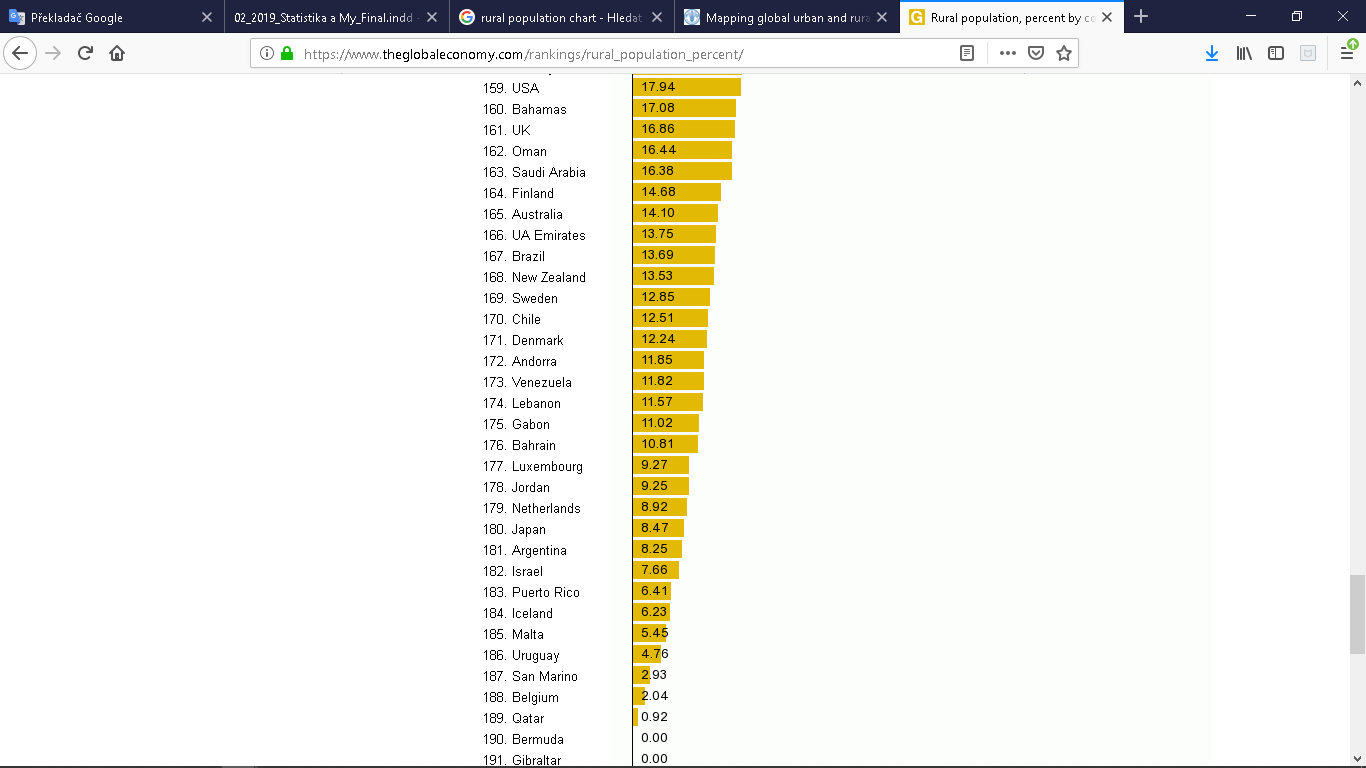 Překladač Google
02_2019_Statistika a My_Final.indd -
rural population chart - Hledat
Mapping global urban and rura
Rural population, percent by co
https://www.theglobaleconomy.com/rankings/rural_population_percent/
159. USA 17.94
160. Bahamas 17.08
161. UK 16.86
162. Oman 16.44
163. Saudi Arabia 16.38
164. Finland 14.68
165. Australia 14.10
166. UA Emirates 13.75
167. Brazil 13.69
168. New Zealand 13.53
169. Sweden 12.85
170. Chile 12.51
171. Denmark 12.24
172. Andorra 11.85
173. Venezuela 11.82
174. Lebanon 11.57
175. Gabon 11.02
176. Bahrain 10.81
177. Luxembourg 9.27
178. Jordan 9.25
179. Netherlands 8.92
180. Japan 8.47
181. Argentina 8.25
182. Israel 7.66
183. Puerto Rico 6.41
184. Iceland 6.23
185. Malta 5.45
186. Uruguay 4.76
187. San Marino 2.93
188. Belgium 2.04
189. Qatar 0.92
190. Bermuda 0.00
191. Gibraltar 0.00